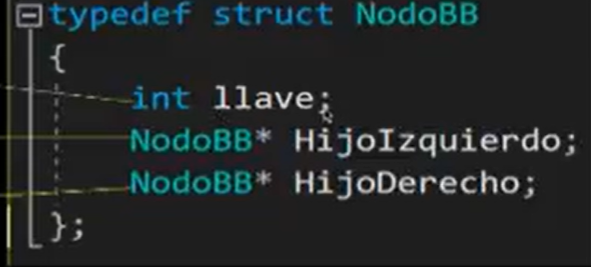 typedef struct NodoBB
{
int llave;
NodoBB* HijoIzquierdo;
NodoBB* HijoDerecho;
};